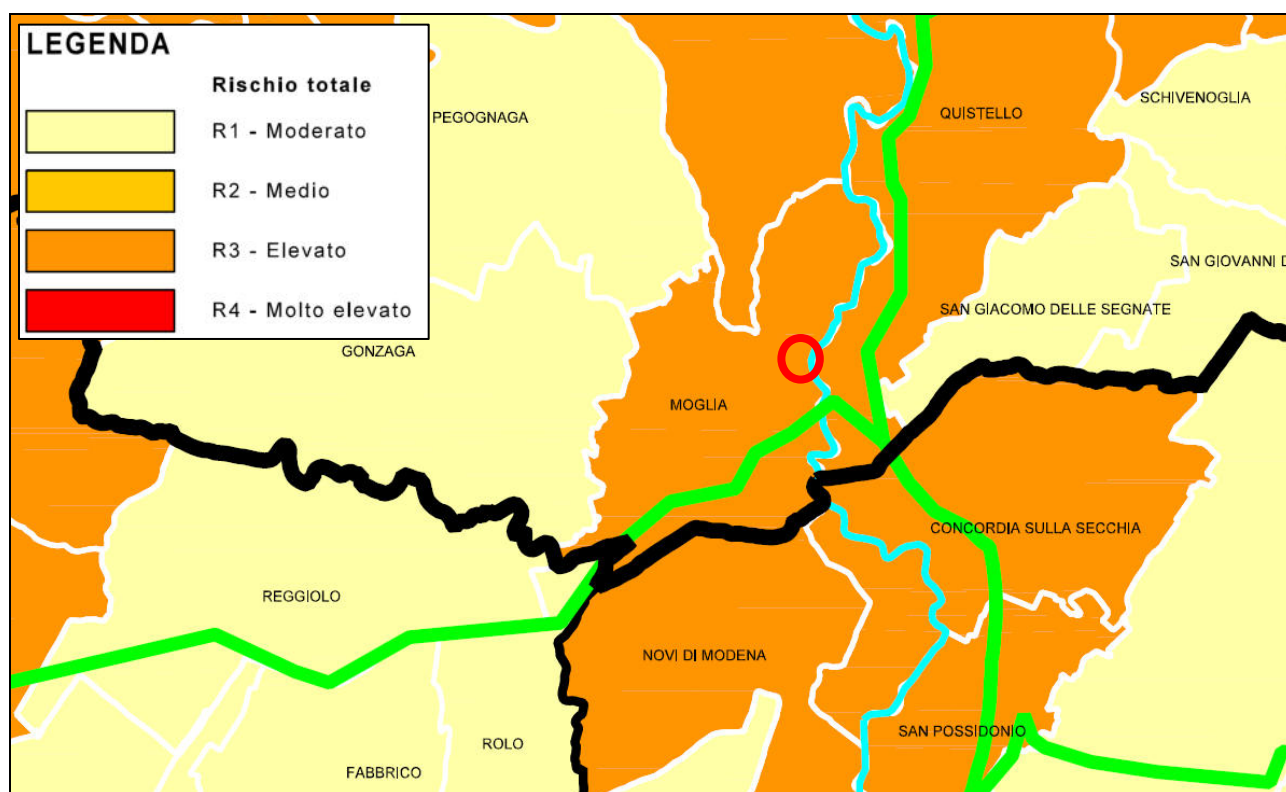 LEGENDA
Rischio totale
R1 - Moderato
R2 - Medio
R3 - Elevato
R4 - Molto elevato
PEGOGNAGA
SCHIVENOGLIA
QUISTELLO
SAN GIOVANNI D
SAN GIACOMO DELLE SEGNATE
GONZAGA
MOGLIA
CONCORDIA SULLA SECCHIA
REGGIOLO
NOVI DI MODENA
SAN POSSIDONIO
ROLO
FABBRICO